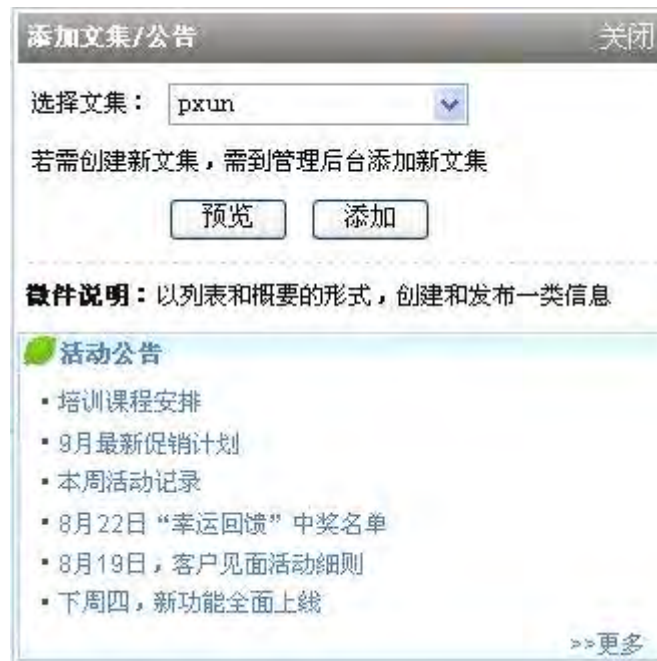 添加文集/公告 关闭
选择文集： pxun
若需创建新文集，需到管理后台添加新文集
预览 添加
微件说明：以列表和概要的形式，创建和发布一类信息
活动公告
▪培训课程安排
▪9月最新促销计划
▪本周活动记录
▪8月22日“幸运回馈”中奖名单
▪8月19日，客户见面活动细则
▪下周四，新功能全面上线
>>更多